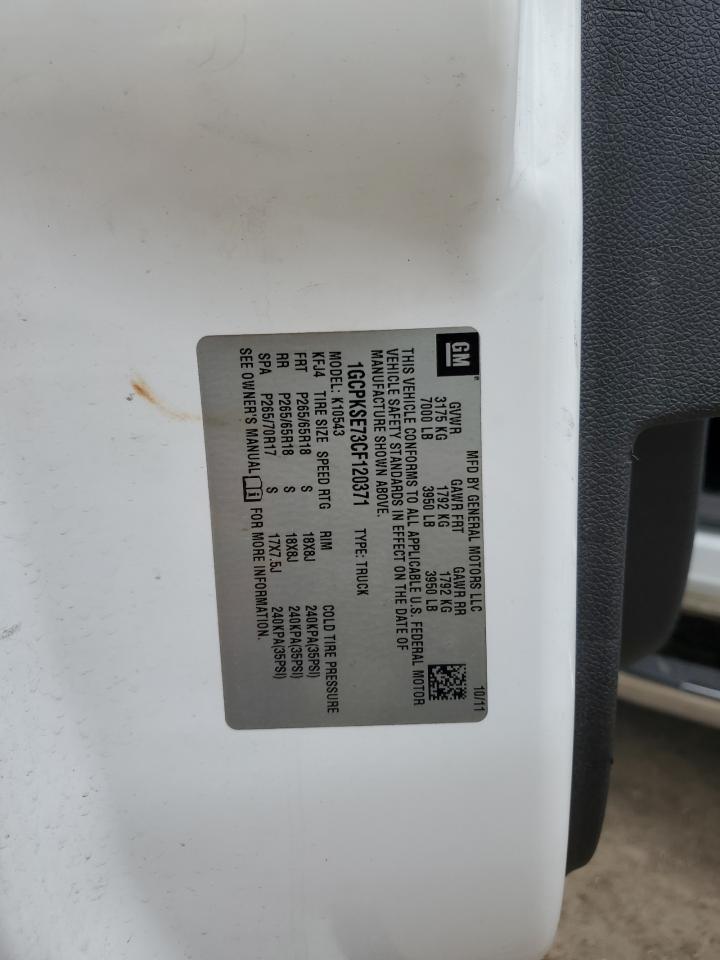 GM
MFD BY GENERAL MOTORS LLC 10/11
GVWR GAWR FRT GAWR RR
3175 KG 1792 KG 1792 KG
7000 LB 3950 LB 3950 LB
THIS VEHICLE CONFORMS TO ALL APPLICABLE U.S. FEDERAL MOTOR
VEHICLE SAFETY STANDARDS IN EFFECT ON THE DATE OF
MANUFACTURE SHOWN ABOVE.
1GCPKSE73CF120371 TYPE: TRUCK
MODEL: K10543
KFJ4 TIRE SIZE SPEED RTG RIM COLD TIRE PRESSURE
FRT P265/65R18 S 18X8J 240KPA(35PSI)
RR P265/65R18 S 18X8J 240KPA(35PSI)
SPA P265/70R17 S 17X7.5J 240KPA(35PSI)
SEE OWNER'S MANUAL FOR MORE INFORMATION.